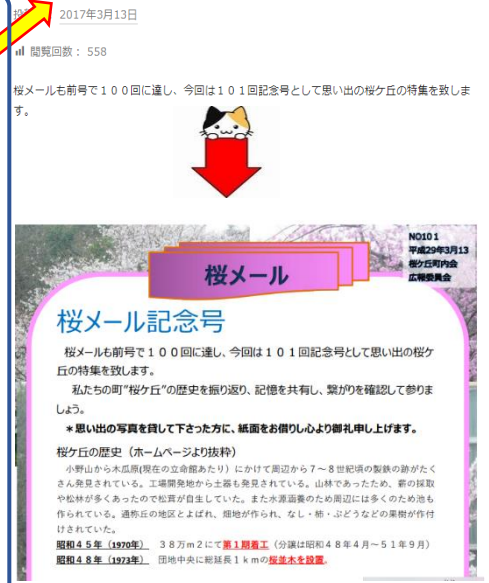 2017年3月13日
閲覧回数： 558
桜メールも前号で１００回に達し、今回は１０１回記念号として思い出の桜ケ丘の特集を致しま
す。
NO10１
平成29年3月13
桜ケ丘町内会
広報委員会
桜メール
桜メール記念号
桜メールも前号で１００回に達し、今回は１０１回記念号として思い出の桜ケ
丘の特集を致します。
私たちの町”桜ケ丘”の歴史を振り返り、記憶を共有し、繋がりを確認して参りま
しょう。
＊思い出の写真を貸して下さった方に、紙面をお借りし心より御礼申し上げます。
桜ケ丘の歴史（ホームページより抜粋）
小野山から木瓜原(現在の立命館あたり）にかけて周辺から７～８世紀頃の製鉄の跡がたく
さん発見されている。工場開発地から土器も発見されている。山林であったため、薪の採取
や松林が多くあったので松茸が自生していた。また水源涵養のため周辺には多くのため池も
作られている。通称丘の地区とよばれ、畑地が作られ、なし・柿・ぶどうなどの果樹が作付
けされていた。
昭和４５年（1970年） ３８万ｍ２にて第１期着工（分譲は昭和４８年４月～５１年９月）
昭和４８年（1973年） 団地中央に総延長１ｋｍの桜並木を設置。